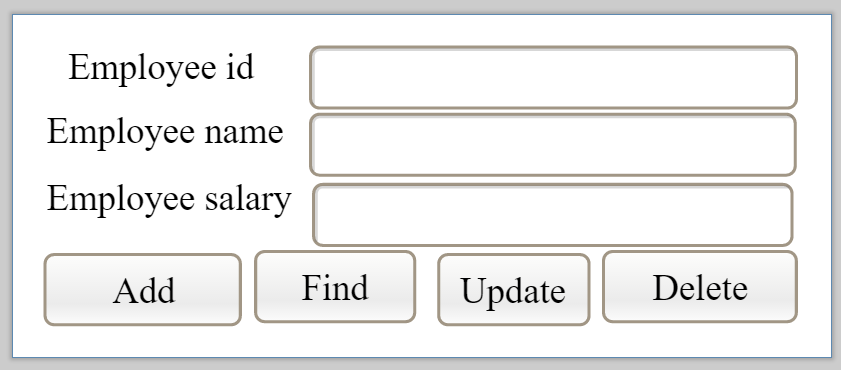 Employee id
Employee name
Employee salary
Add Find Update Delete